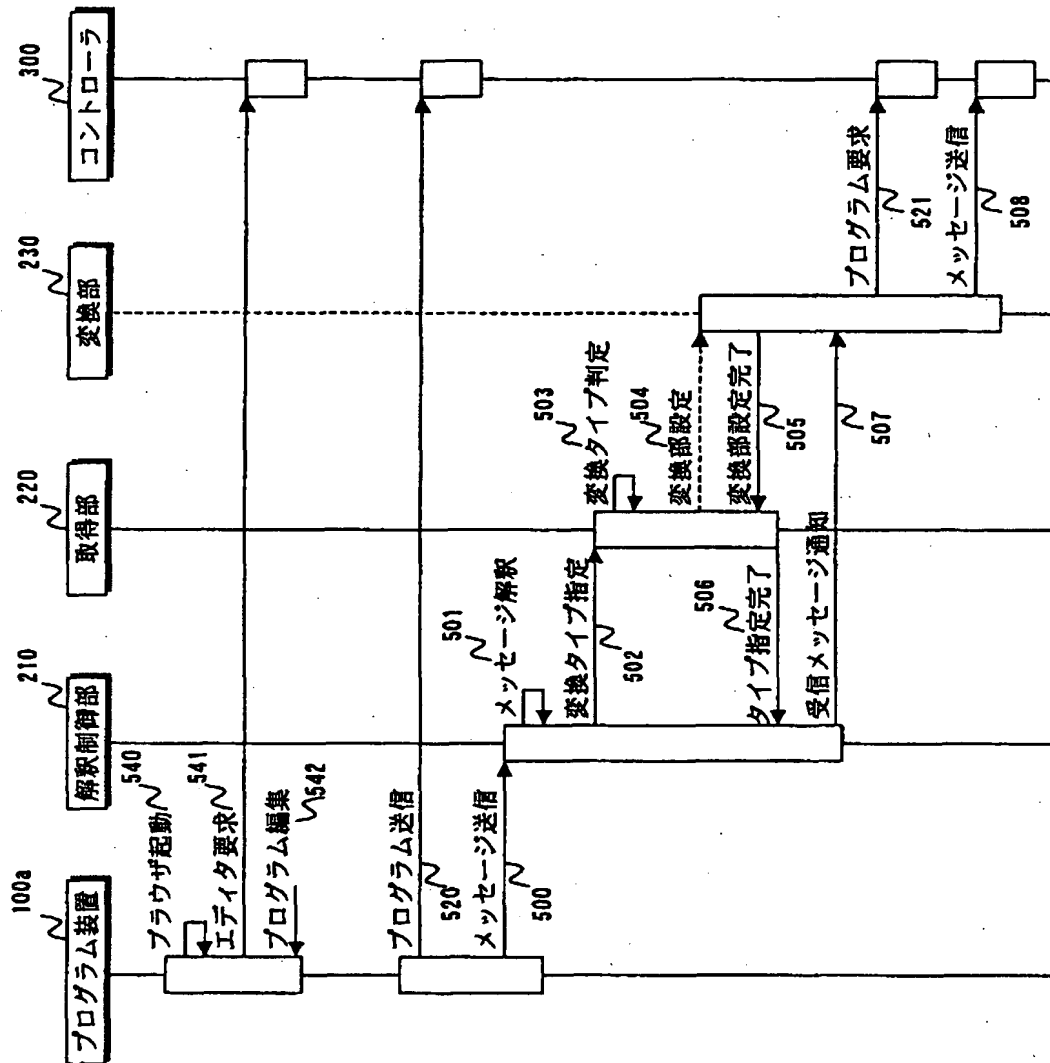 100a
プログラム装置
210
解釈制御部
220
取得部
230
変換部
300
コントローラ
ブラウザ起動
540
エディタ要求
541
プログラム編集
542
プログラム送信
520
メッセージ送信
500
メッセージ解釈
501
変換タイプ指定
502
変換タイプ判定
503
変換部設定
504
変換部設定完了
505
タイプ指定完了
506
受信メッセージ通知
507
プログラム要求
521
メッセージ送信
508